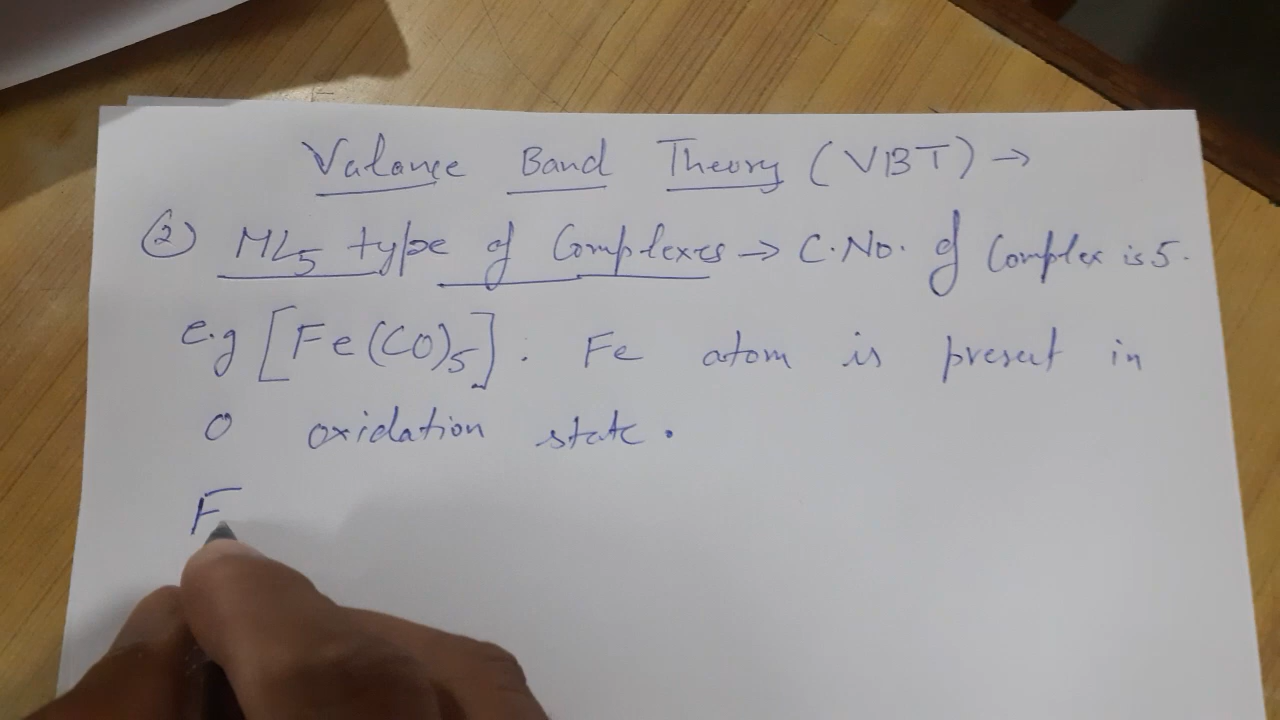 Valance Band Theory (VBT) →
② ML5 type of Complexes → C.No. of Complex is 5.
e.g [Fe(CO)5]. Fe atom is present in
0 oxidation state.
F